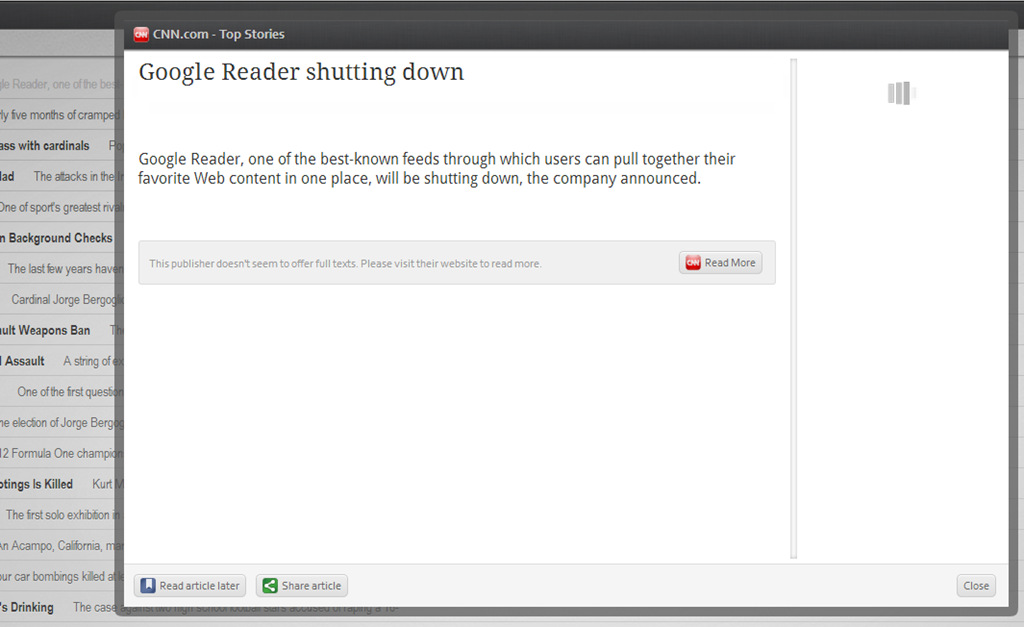 CNN CNN.com - Top Stories
Google Reader shutting down
Google Reader, one of the best-known feeds through which users can pull together their
favorite Web content in one place, will be shutting down, the company announced.
This publisher doesn't seem to offer full texts. Please visit their website to read more.
CNN Read More
Read article later
Share article
Close
gle Reader, one of the best-
ly five months of cramped
ass with cardinals
The attacks in the
One of sport's greatest
n Background Checks
The last few years haven
Cardinal Jorge Bergoglio
ult Weapons Ban
l Assault A string of
One of the first question
he election of Jorge Bergog
12 Formula One champion
otings Is Killed Kurt
The first solo exhibition in
An Acampo, California,
our car bombings killed at
's Drinking The case against two high school football stars accused of raping a 16-